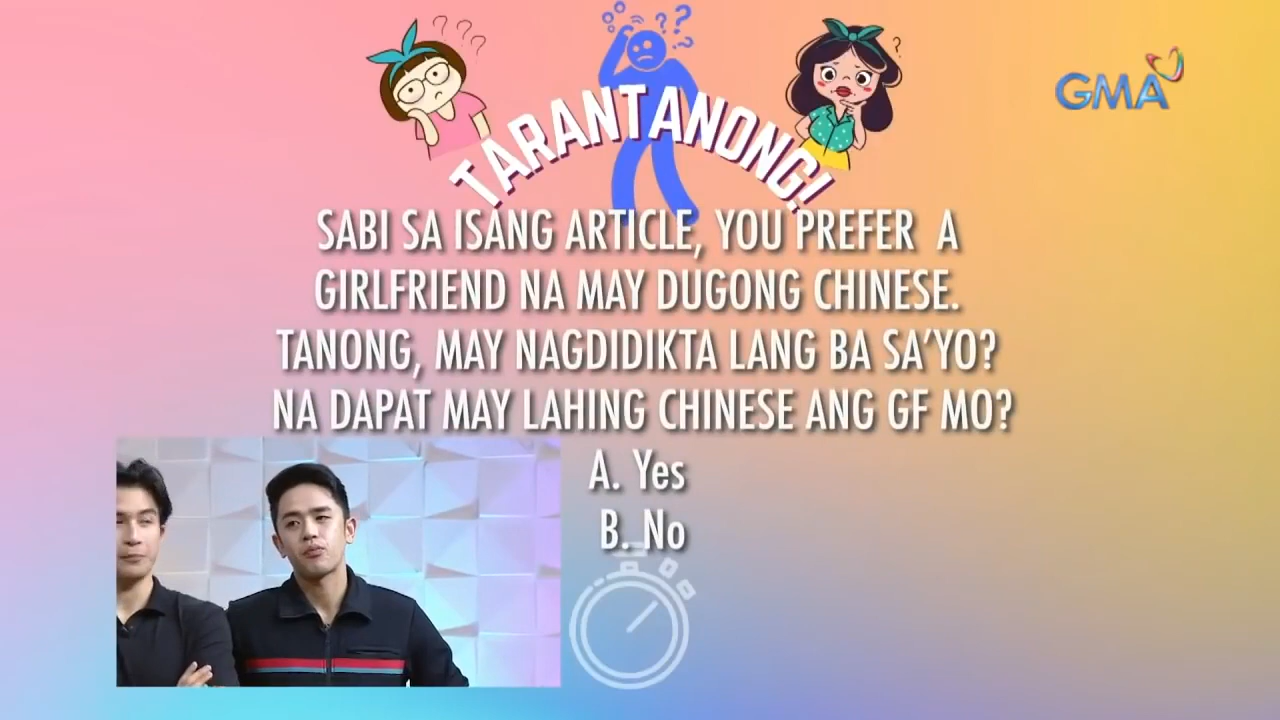 GMA
TARANTANONG!
SABI SA ISANG ARTICLE, YOU PREFER A
GIRLFRIEND NA MAY DUGONG CHINESE.
TANONG, MAY NAGDIDIKTA LANG BA SA'YO?
NA DAPAT MAY LAHING CHINESE ANG GF MO?
A. Yes
B. No